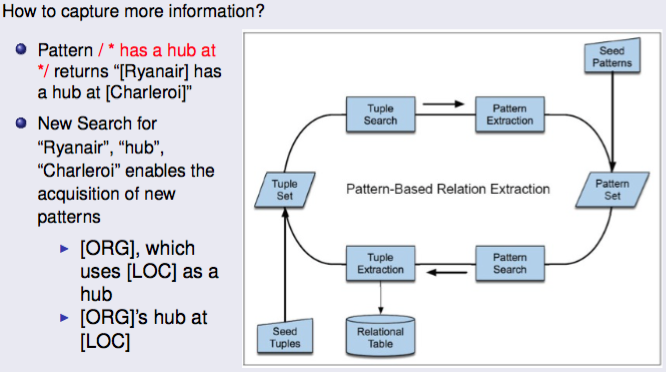 How to capture more information?
Pattern / * has a hub at
*/ returns “[Ryanair] has
a hub at [Charleroi]”
New Search for
“Ryanair”, “hub”,
“Charleroi” enables the
acquisition of new
patterns
[ORG], which
uses [LOC] as a
hub
[ORG]’s hub at
[LOC]
Seed
Patterns
Tuple
Search
Pattern
Extraction
Tuple
Set
Pattern-Based Relation Extraction
Pattern
Set
Tuple
Extraction
Pattern
Search
Seed
Tuples
Relational
Table